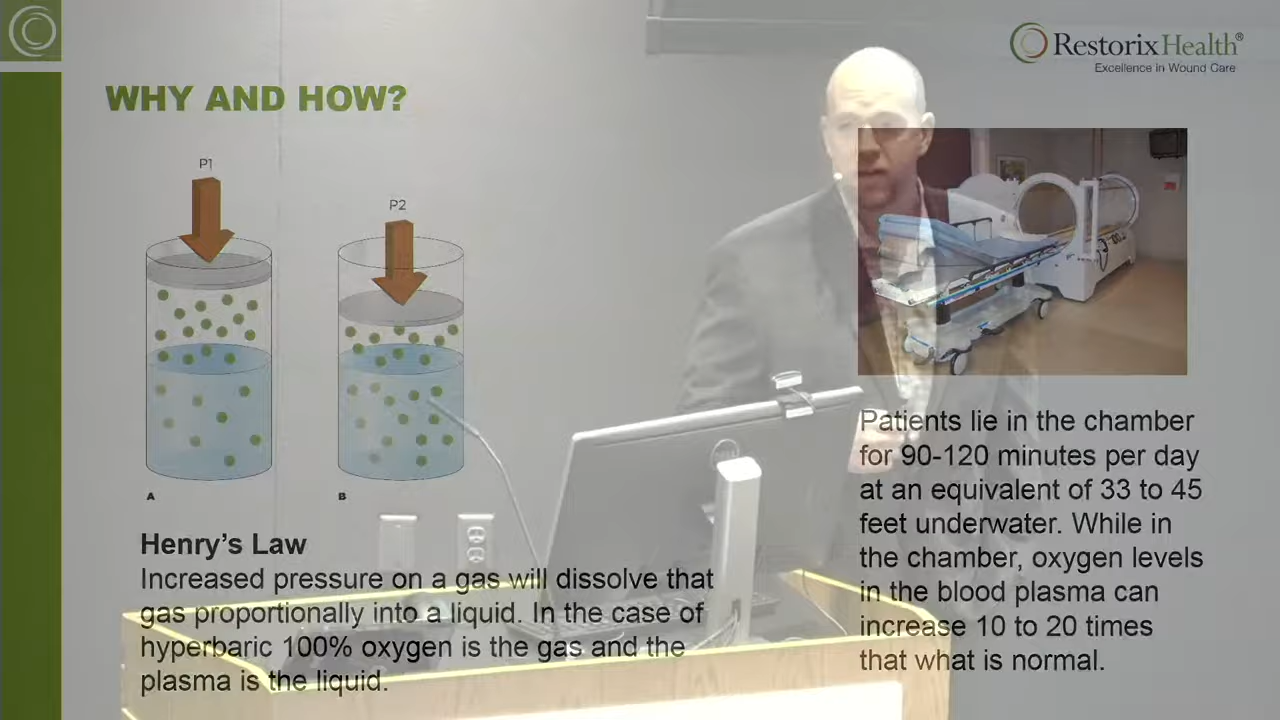 RestorixHealth®
Excellence in Wound Care
WHY AND HOW?
P1
P2
A
B
Henry's Law
Increased pressure on a gas will dissolve that
gas proportionally into a liquid. In the case of
hyperbaric 100% oxygen is the gas and the
plasma is the liquid.
Patients lie in the chamber
for 90-120 minutes per day
at an equivalent of 33 to 45
feet underwater. While in
the chamber, oxygen levels
in the blood plasma can
increase 10 to 20 times
that what is normal.